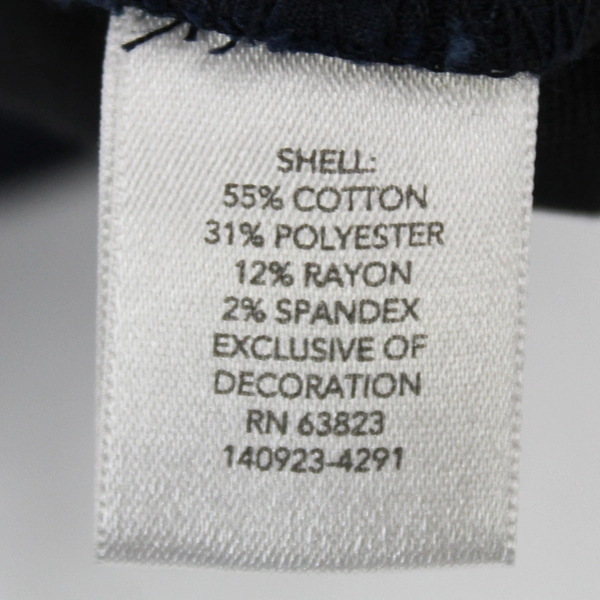 SHELL:
55% COTTON
31% POLYESTER
12% RAYON
2% SPANDEX
EXCLUSIVE OF
DECORATION
RN 63823
140923-4291